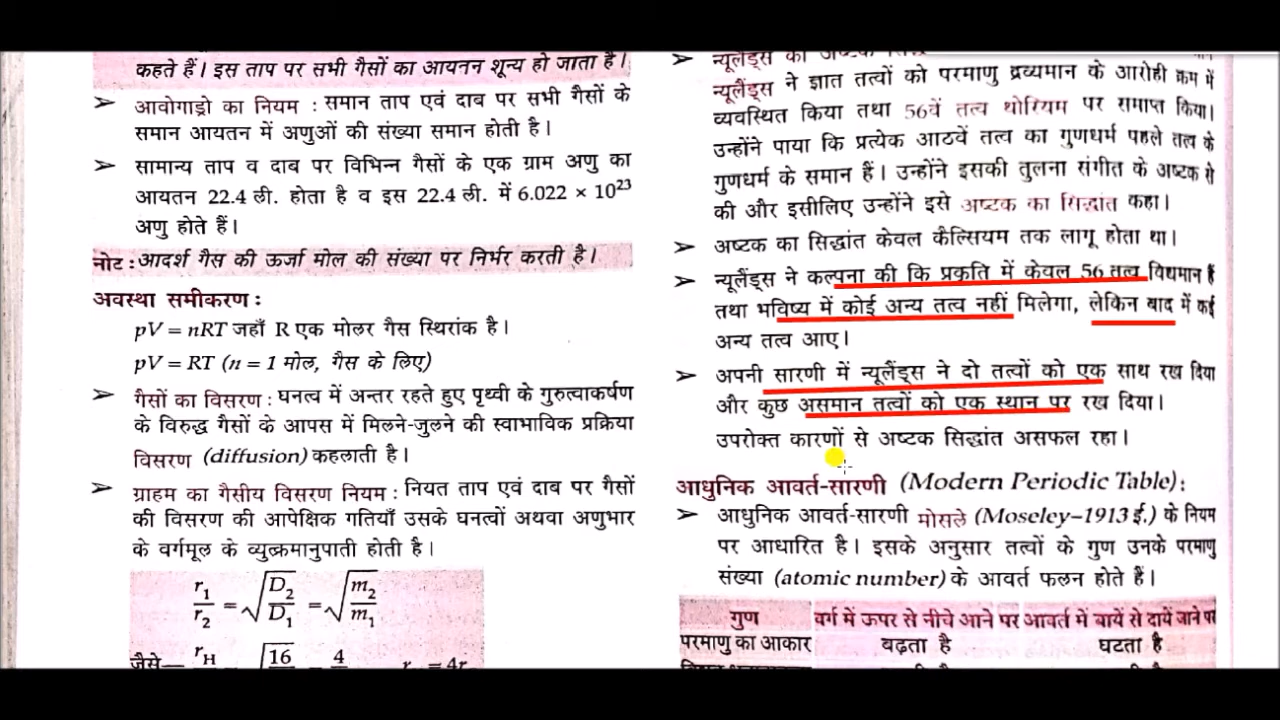 कहते हैं। इस ताप पर सभी गैसों का आयतन शून्य हो जाता है।
➢ आवोगाड्रो का नियम : समान ताप एवं दाब पर सभी गैसों के
समान आयतन में अणुओं की संख्या समान होती है।
➢ सामान्य ताप व दाब पर विभिन्न गैसों के एक ग्राम अणु का
आयतन 22.4 ली. होता है व इस 22.4 ली. में 6.022 × 10²³
अणु होते हैं।
नोट : आदर्श गैस की ऊर्जा मोल की संख्या पर निर्भर करती है।
अवस्था समीकरण :
pV = nRT जहाँ R एक मोलर गैस स्थिरांक है।
pV = RT (n = 1 मोल, गैस के लिए)
➢ गैसों का विसरण : घनत्व में अन्तर रहते हुए पृथ्वी के गुरुत्वाकर्षण
के विरुद्ध गैसों के आपस में मिलने-जुलने की स्वाभाविक प्रक्रिया
विसरण (diffusion) कहलाती है।
➢ ग्राहम का गैसीय विसरण नियम : नियत ताप एवं दाब पर गैसों
की विसरण की आपेक्षिक गतियाँ उसके घनत्वों अथवा अणुभार
के वर्गमूल के व्युत्क्रमानुपाती होती है।
r₁/r₂ = √(D₂/D₁) = √(m₂/m₁)
जैसे— r_H √16 4
➢ न्यूलैंड्स का अष्टक
न्यूलैंड्स ने ज्ञात तत्वों को परमाणु द्रव्यमान के आरोही क्रम में
व्यवस्थित किया तथा 56वें तत्व थोरियम पर समाप्त किया।
उन्होंने पाया कि प्रत्येक आठवें तत्व का गुणधर्म पहले तत्व के
गुणधर्म के समान हैं। उन्होंने इसकी तुलना संगीत के अष्टक से
की और इसीलिए उन्होंने इसे अष्टक का सिद्धांत कहा।
➢ अष्टक का सिद्धांत केवल कैल्सियम तक लागू होता था।
➢ न्यूलैंड्स ने कल्पना की कि प्रकृति में केवल 56 तत्व विद्यमान हैं
तथा भविष्य में कोई अन्य तत्व नहीं मिलेगा, लेकिन बाद में कई
अन्य तत्व आए।
➢ अपनी सारणी में न्यूलैंड्स ने दो तत्वों को एक साथ रख दिया
और कुछ असमान तत्वों को एक स्थान पर रख दिया।
उपरोक्त कारणों से अष्टक सिद्धांत असफल रहा।
आधुनिक आवर्त-सारणी (Modern Periodic Table) :
➢ आधुनिक आवर्त-सारणी मोसले (Moseley–1913 ई.) के नियम
पर आधारित है। इसके अनुसार तत्वों के गुण उनके परमाणु
संख्या (atomic number) के आवर्त फलन होते हैं।
गुण वर्ग में ऊपर से नीचे आने पर आवर्त में बायें से दायें जाने पर
परमाणु का आकार बढ़ता है घटता है